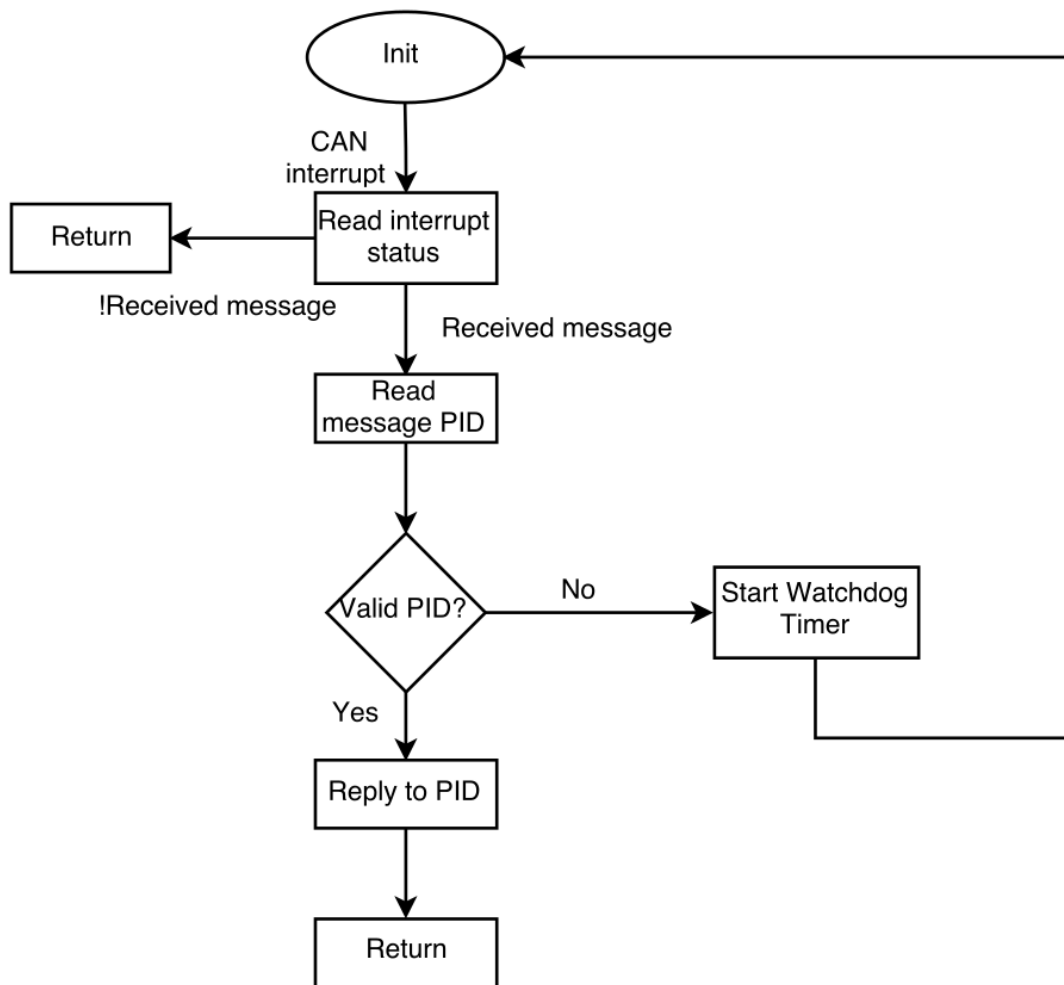 Init
CAN
interrupt
Read interrupt
status
Return
!Received message
Received message
Read
message PID
Valid PID?
No
Start Watchdog
Timer
Yes
Reply to PID
Return